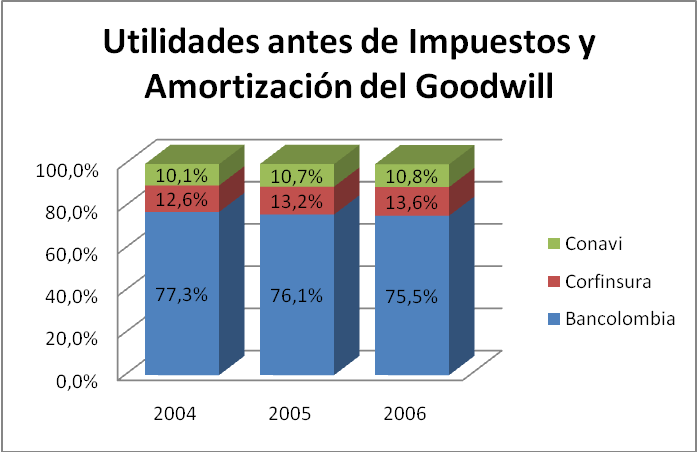 Utilidades antes de Impuestos y
Amortización del Goodwill
100,0%
80,0%
60,0%
40,0%
20,0%
0,0%
10,1% 10,7% 10,8%
12,6% 13,2% 13,6%
77,3% 76,1% 75,5%
2004 2005 2006
Conavi
Corfinsura
Bancolombia